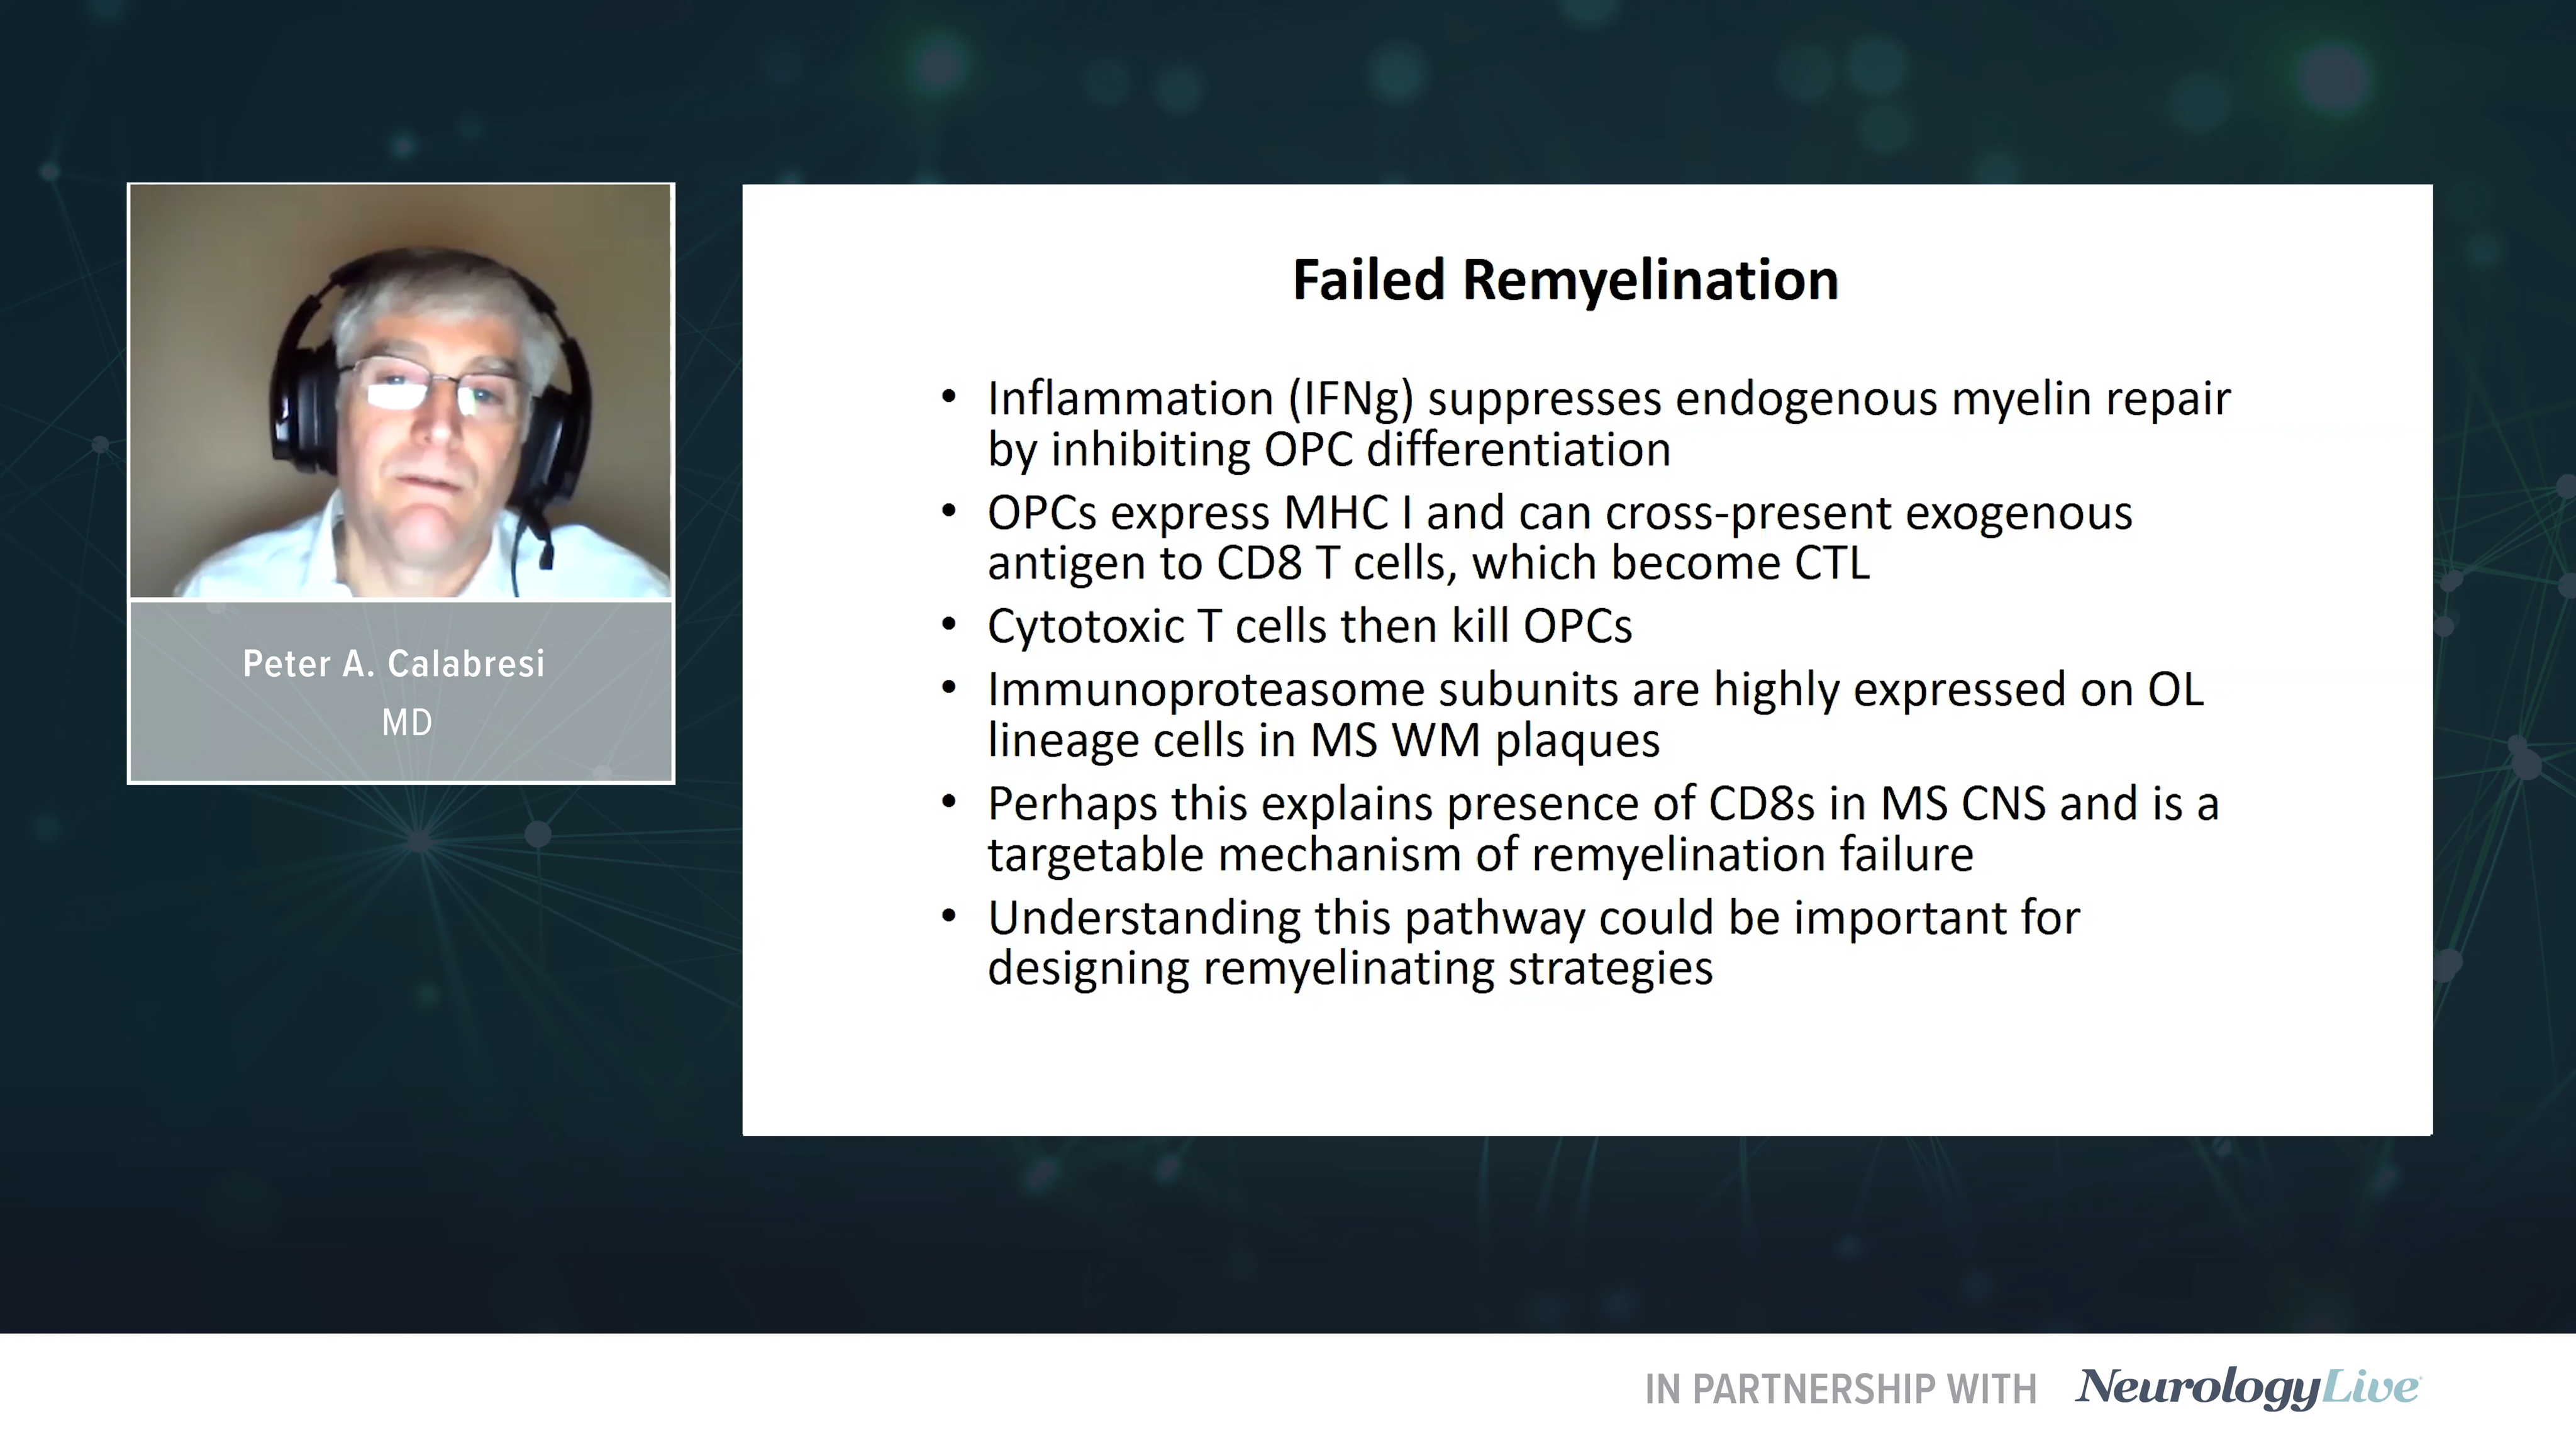 Peter A. Calabresi
MD
Failed Remyelination
• Inflammation (IFNg) suppresses endogenous myelin repair
by inhibiting OPC differentiation
• OPCs express MHC I and can cross-present exogenous
antigen to CD8 T cells, which become CTL
• Cytotoxic T cells then kill OPCs
• Immunoproteasome subunits are highly expressed on OL
lineage cells in MS WM plaques
• Perhaps this explains presence of CD8s in MS CNS and is a
targetable mechanism of remyelination failure
• Understanding this pathway could be important for
designing remyelinating strategies
IN PARTNERSHIP WITH NeurologyLive